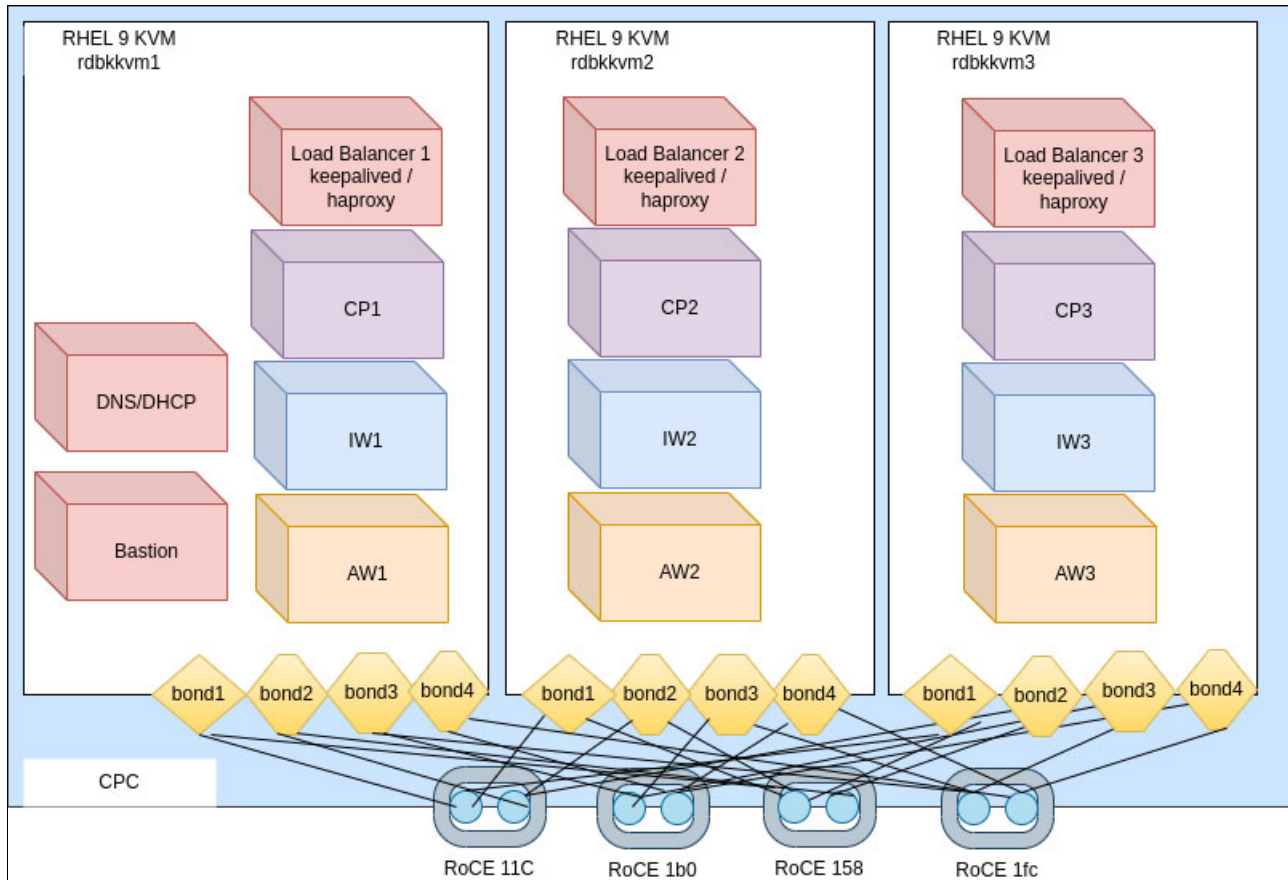 RHEL 9 KVM
rdbkkvm1
RHEL 9 KVM
rdbkkvm2
RHEL 9 KVM
rdbkkvm3
Load Balancer 1
keepalived /
haproxy
Load Balancer 2
keepalived /
haproxy
Load Balancer 3
keepalived /
haproxy
CP1
CP2
CP3
DNS/DHCP
IW1
IW2
IW3
Bastion
AW1
AW2
AW3
bond1
bond2
bond3
bond4
bond1
bond2
bond3
bond4
bond1
bond2
bond3
bond4
CPC
RoCE 11C
RoCE 1b0
RoCE 158
RoCE 1fc